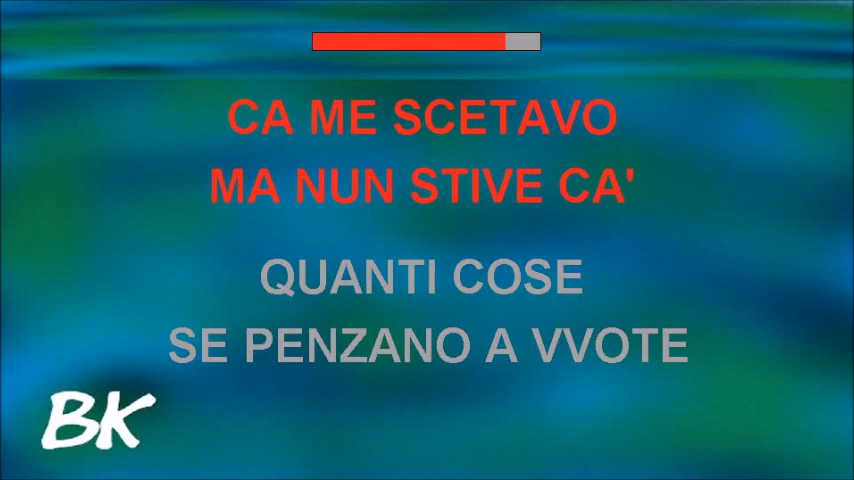 CA ME SCETAVO
MA NUN STIVE CA'
QUANTI COSE
SE PENZANO A VVOTE
BK